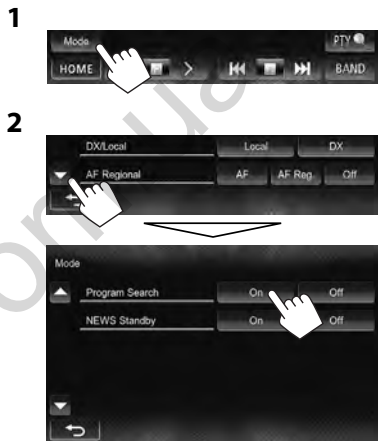 1
Mode PTY
HOME BAND
2
DX/Local Local DX
AF Regional AF AF Reg. Off
Mode
Program Search On Off
NEWS Standby On Off